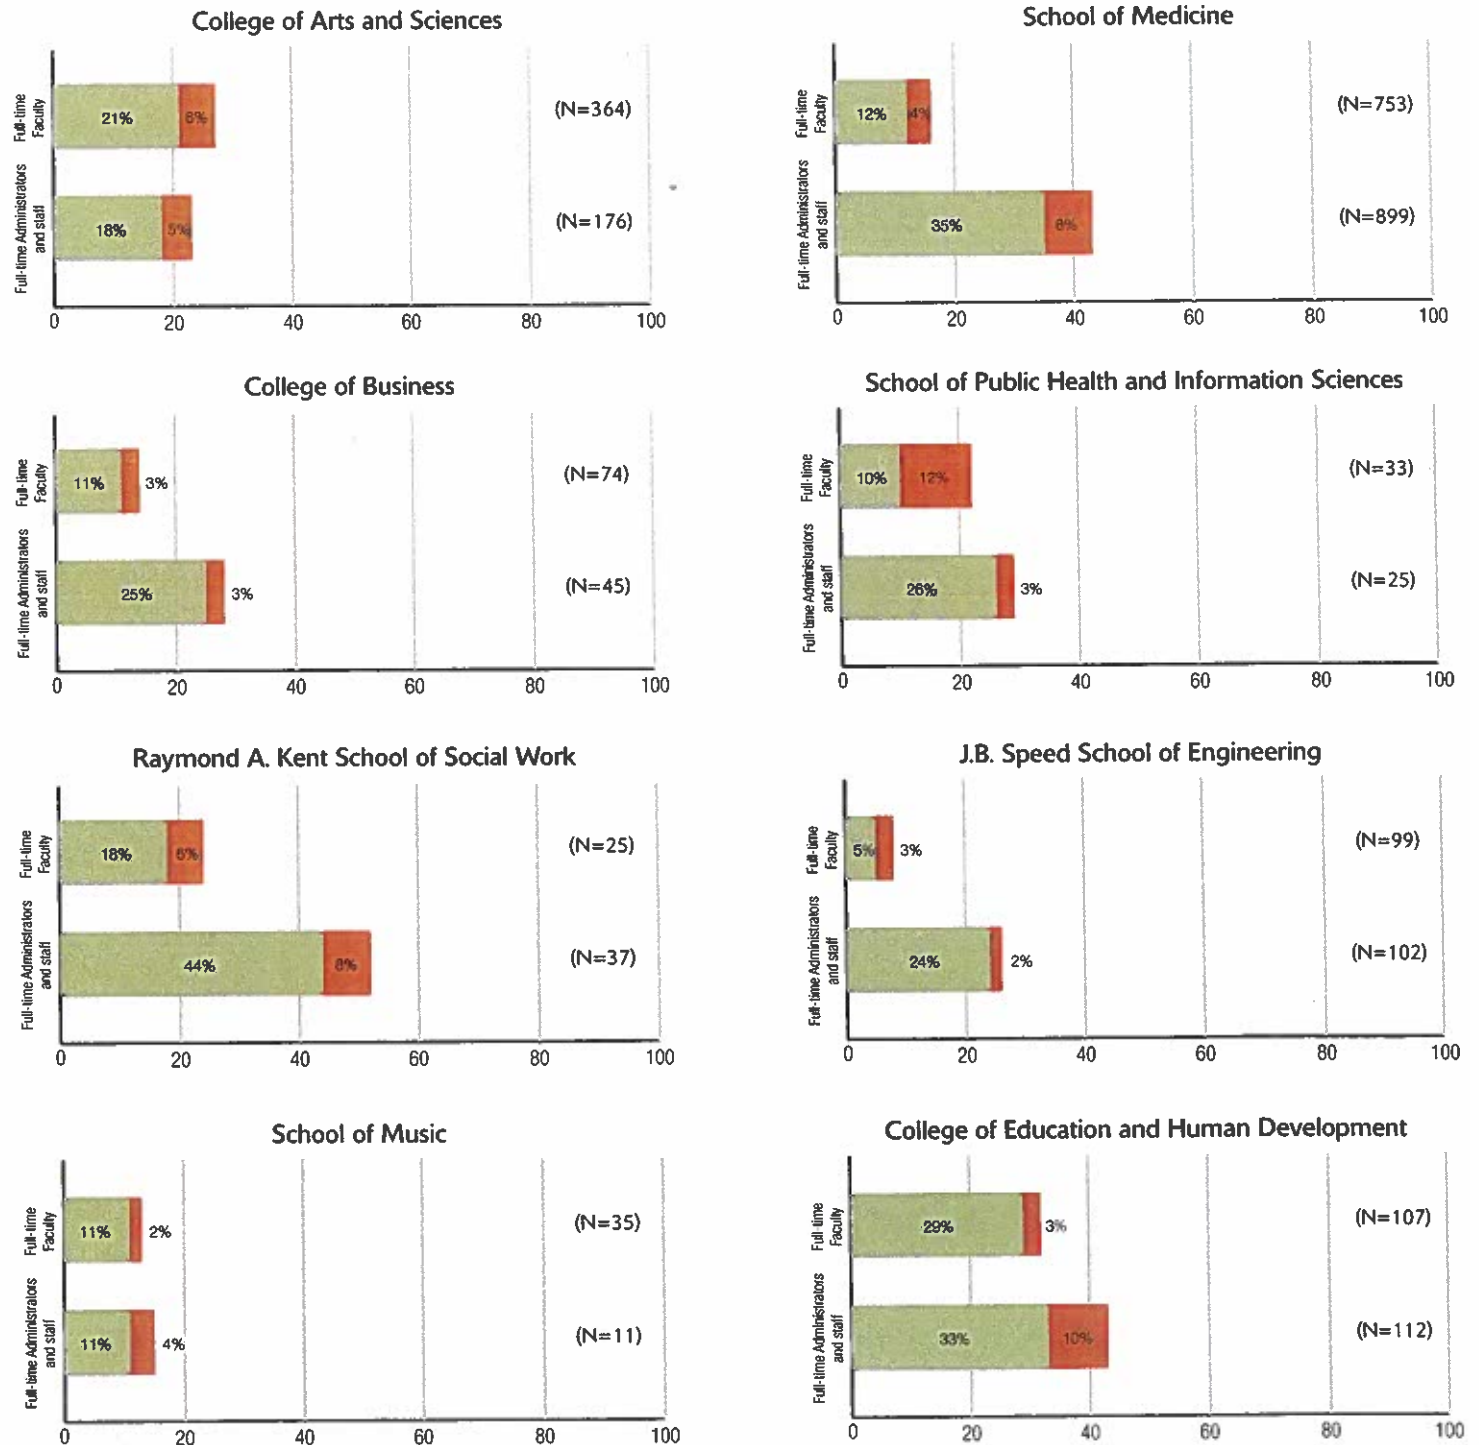 College of Arts and Sciences
Full-time
Faculty
21%
6%
(N=364)
Full-time Administrators
and staff
18%
5%
(N=176)
0 20 40 60 80 100
School of Medicine
Full-time
Faculty
12%
4%
(N=753)
Full-time Administrators
and staff
35%
8%
(N=899)
0 20 40 60 80 100
College of Business
Full-time
Faculty
11%
3%
(N=74)
Full-time Administrators
and staff
25%
3%
(N=45)
0 20 40 60 80 100
School of Public Health and Information Sciences
Full-time
Faculty
10%
12%
(N=33)
Full-time Administrators
and staff
26%
3%
(N=25)
0 20 40 60 80 100
Raymond A. Kent School of Social Work
Full-time
Faculty
18%
6%
(N=25)
Full-time Administrators
and staff
44%
8%
(N=37)
0 20 40 60 80 100
J.B. Speed School of Engineering
Full-time
Faculty
5%
3%
(N=99)
Full-time Administrators
and staff
24%
2%
(N=102)
0 20 40 60 80 100
School of Music
Full-time
Faculty
11%
2%
(N=35)
Full-time Administrators
and staff
11%
4%
(N=11)
0 20 40 60 80 100
College of Education and Human Development
Full-time
Faculty
29%
3%
(N=107)
Full-time Administrators
and staff
33%
10%
(N=112)
0 20 40 60 80 100